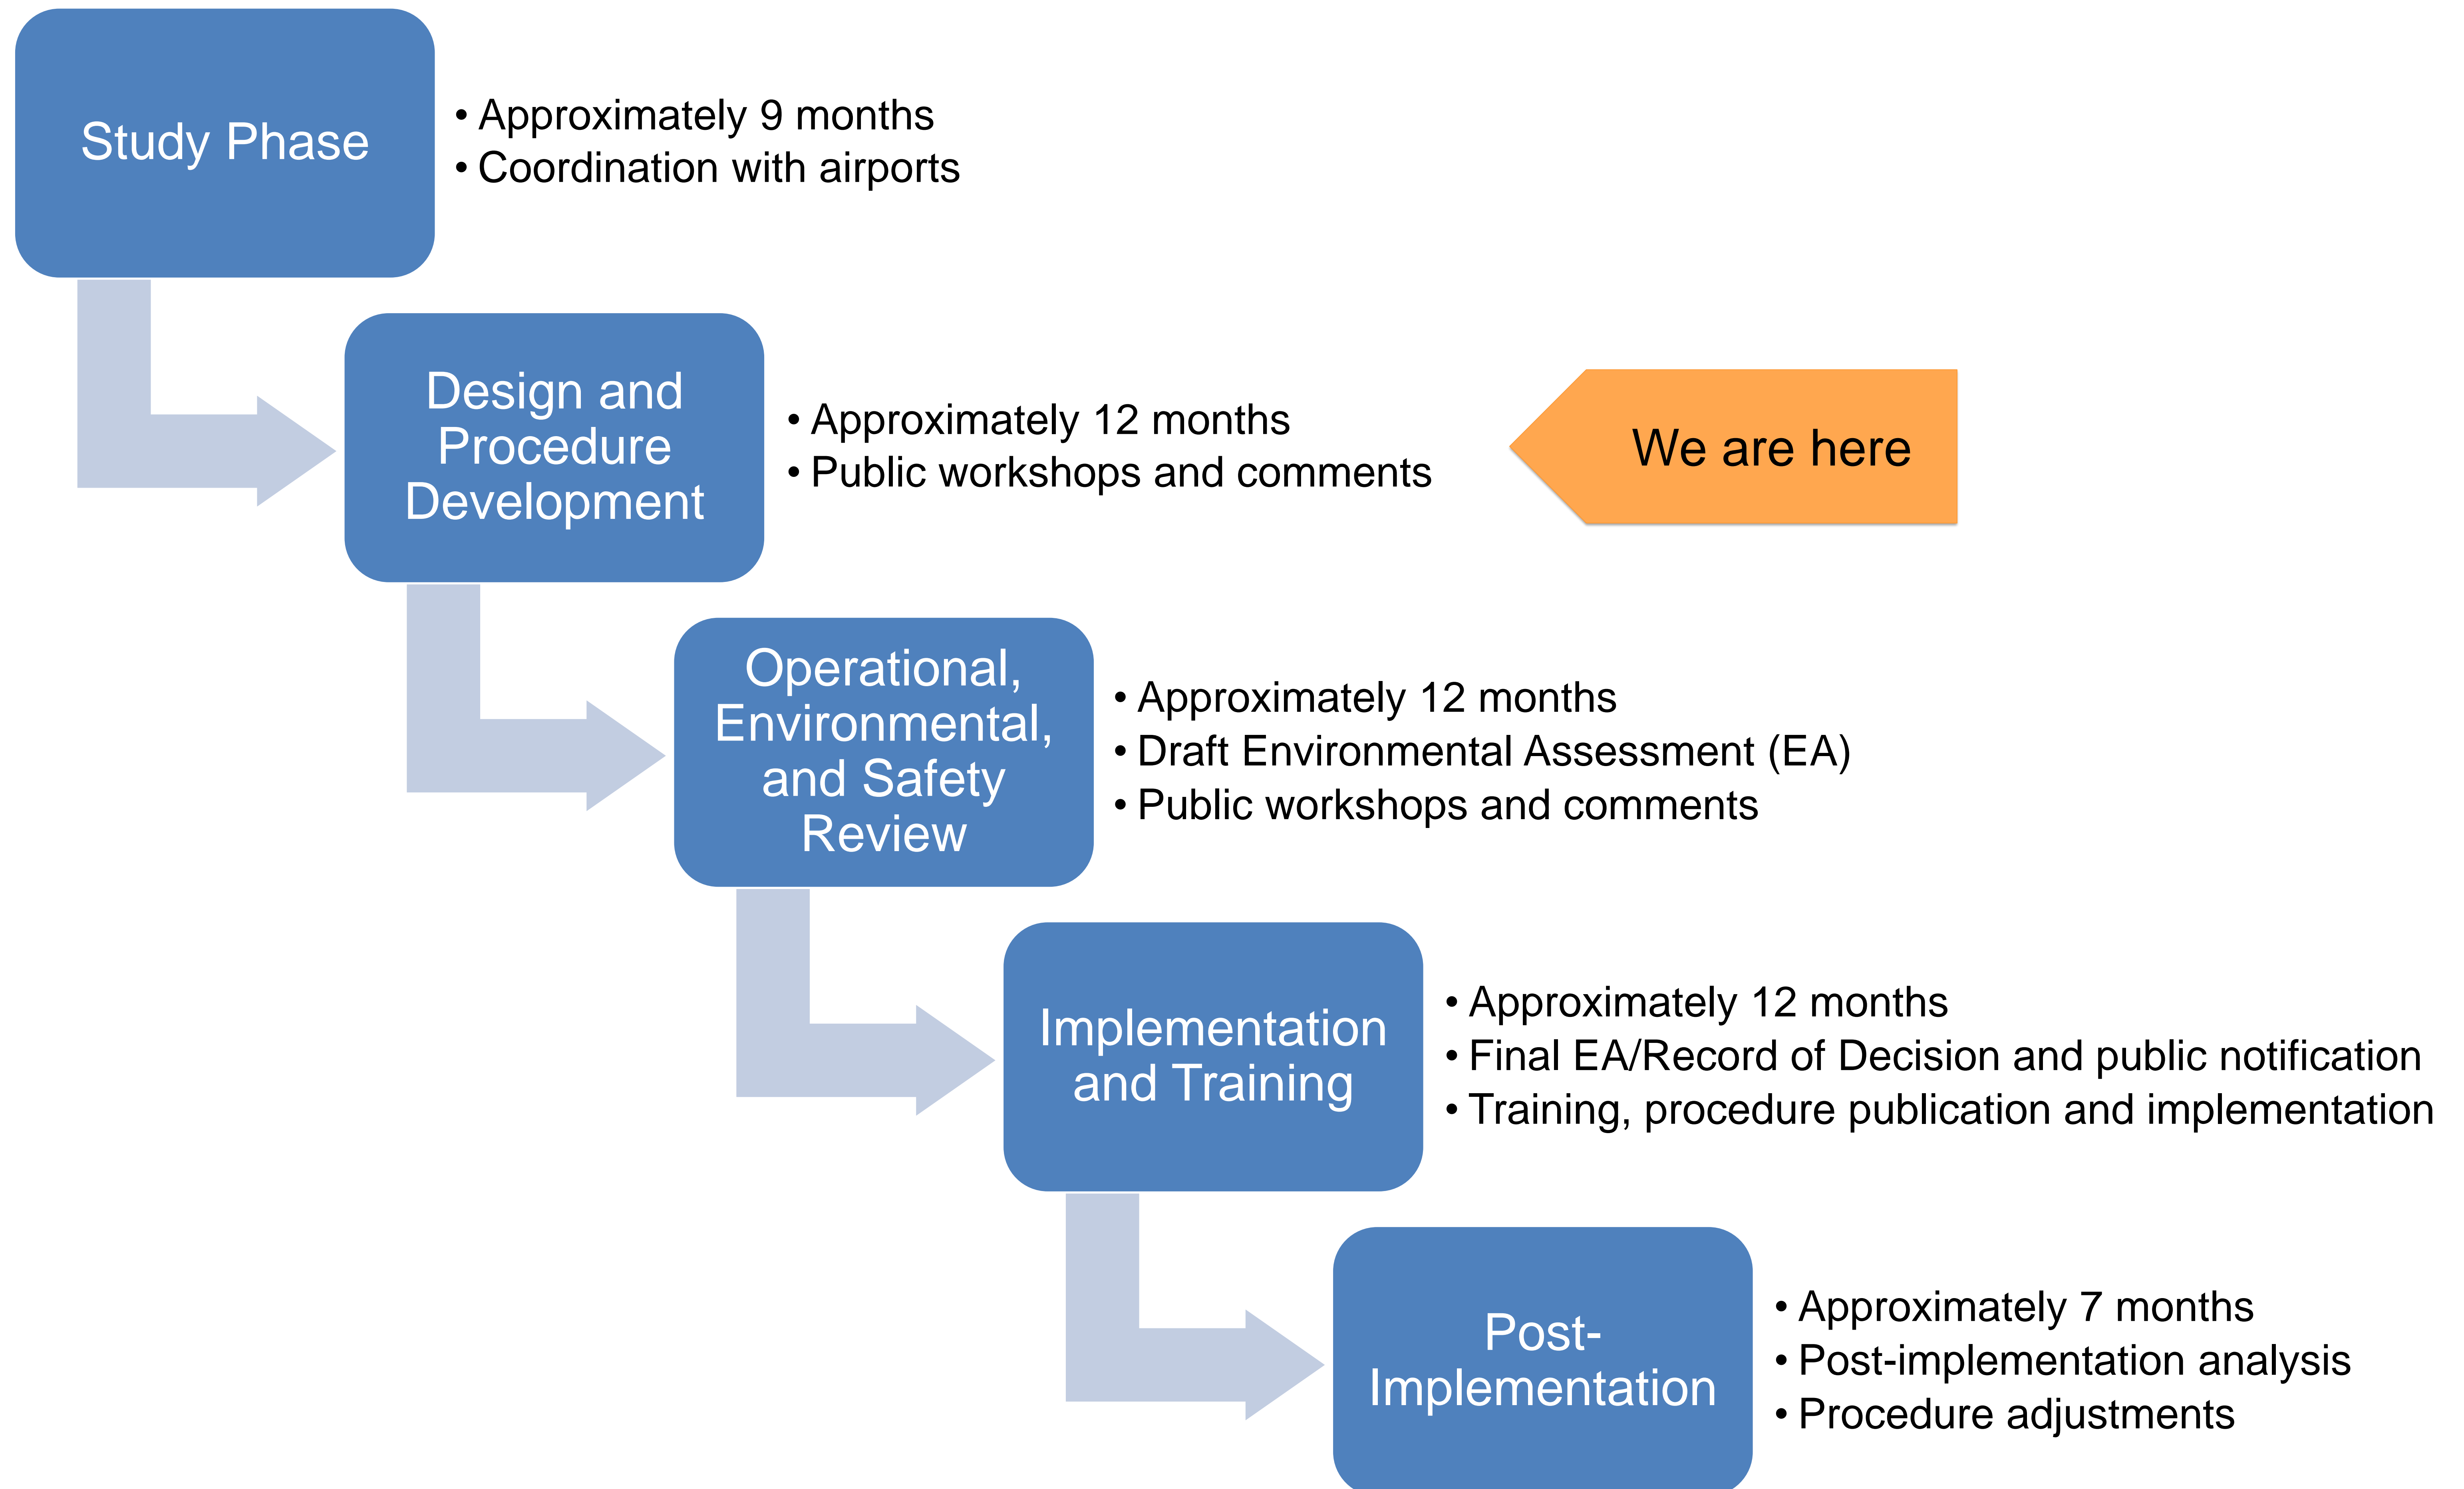 Study Phase
• Approximately 9 months
• Coordination with airports
Design and
Procedure
Development
• Approximately 12 months
• Public workshops and comments
We are here
Operational,
Environmental,
and Safety
Review
• Approximately 12 months
• Draft Environmental Assessment (EA)
• Public workshops and comments
Implementation
and Training
• Approximately 12 months
• Final EA/Record of Decision and public notification
• Training, procedure publication and implementation
Post-
Implementation
• Approximately 7 months
• Post-implementation analysis
• Procedure adjustments